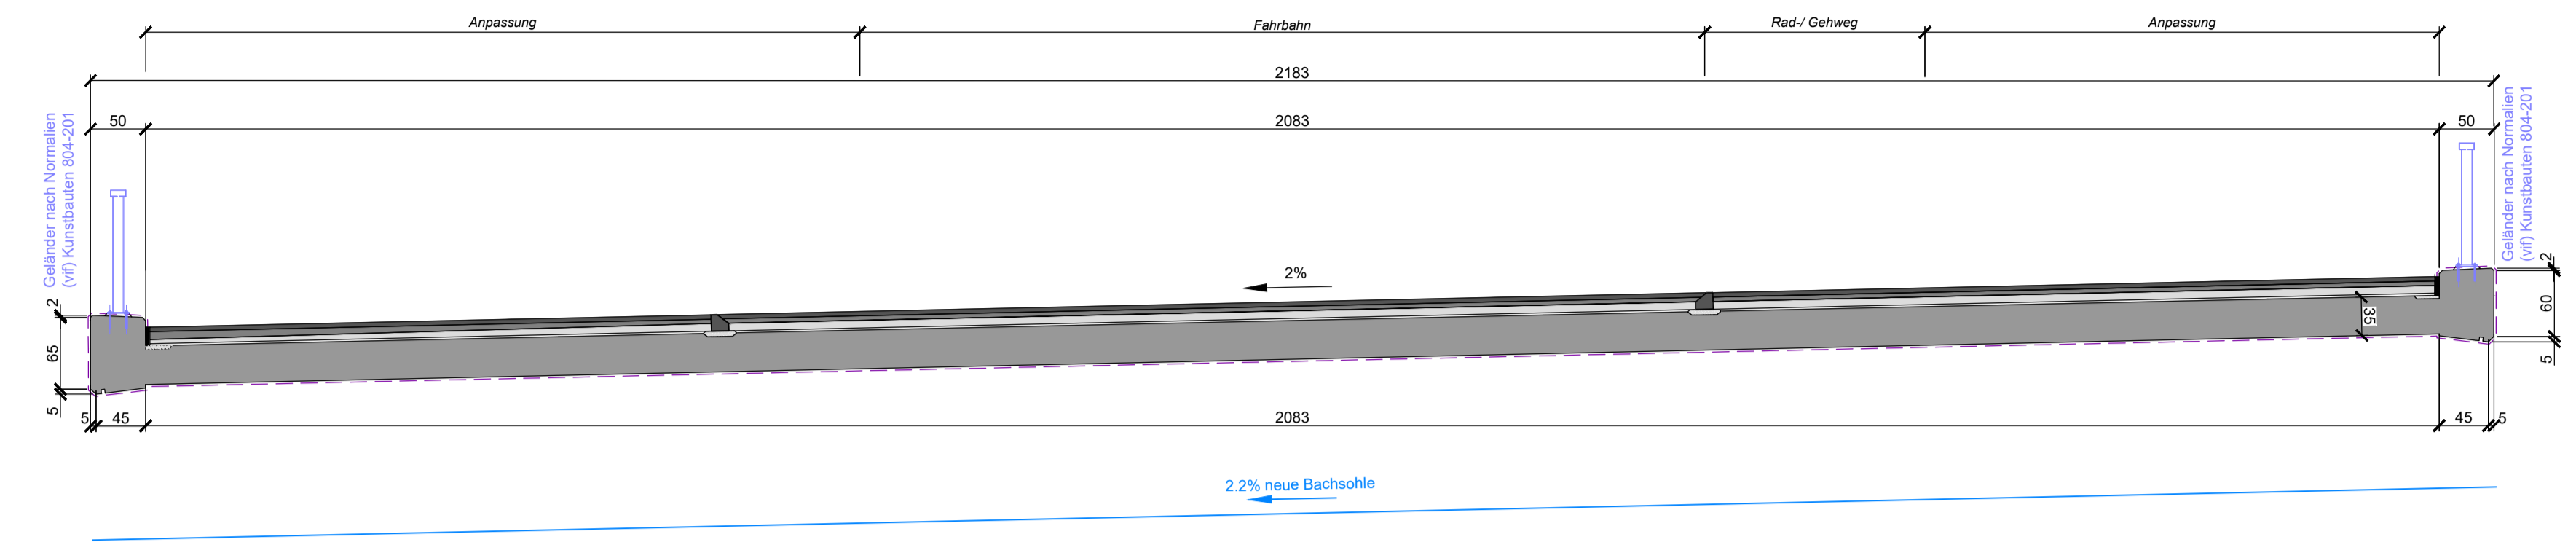 Anpassung
Fahrbahn
Rad-/ Gehweg
Anpassung
2183
50
2083
50
Geländer nach Normalien
(vif) Kunstbauten 804-201
Geländer nach Normalien
(vif) Kunstbauten 804-201
2%
2
65
5
2
60
5
35
5
45
2083
45
5
2.2% neue Bachsohle